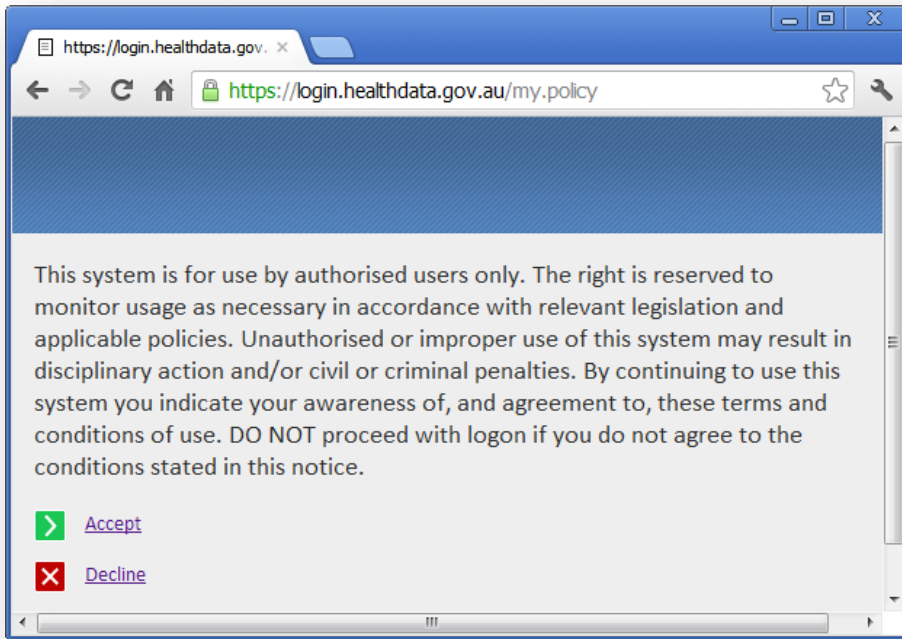 https://login.healthdata.gov.
https://login.healthdata.gov.au/my.policy
This system is for use by authorised users only. The right is reserved to
monitor usage as necessary in accordance with relevant legislation and
applicable policies. Unauthorised or improper use of this system may result in
disciplinary action and/or civil or criminal penalties. By continuing to use this
system you indicate your awareness of, and agreement to, these terms and
conditions of use. DO NOT proceed with logon if you do not agree to the
conditions stated in this notice.
Accept
Decline